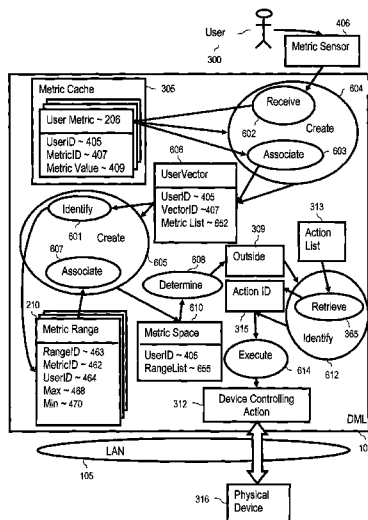 User
300
406
Metric Sensor
Metric Cache
305
User Metric ~ 206
UserID ~ 405
MetricID ~ 407
Metric Value ~ 409
Receive
604
602
Create
603
Associate
606
UserVector
UserID ~ 405
VectorID ~407
Metric List ~ 652
Identify
601
607
Create
Associate
605
608
Determine
309
Outside
313
Action List
Action ID
315
Retrieve
365
Identify
612
210
Metric Range
RangeID ~ 463
MetricID ~ 462
UserID ~ 464
Max ~ 468
Min ~ 470
610
Metric Space
UserID ~ 405
RangeList ~ 655
Execute
614
312
Device Controlling Action
DML
LAN
105
316
Physical Device